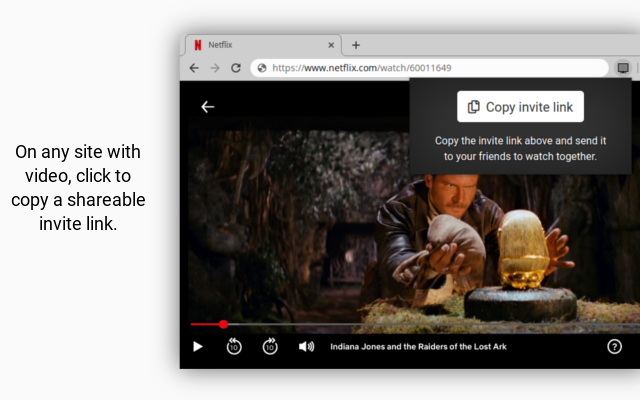 Netflix
https://www.netflix.com/watch/60011649
Copy invite link
Copy the invite link above and send it
to your friends to watch together.
On any site with
video, click to
copy a shareable
invite link.
10
10
Indiana Jones and the Raiders of the Lost Ark
?